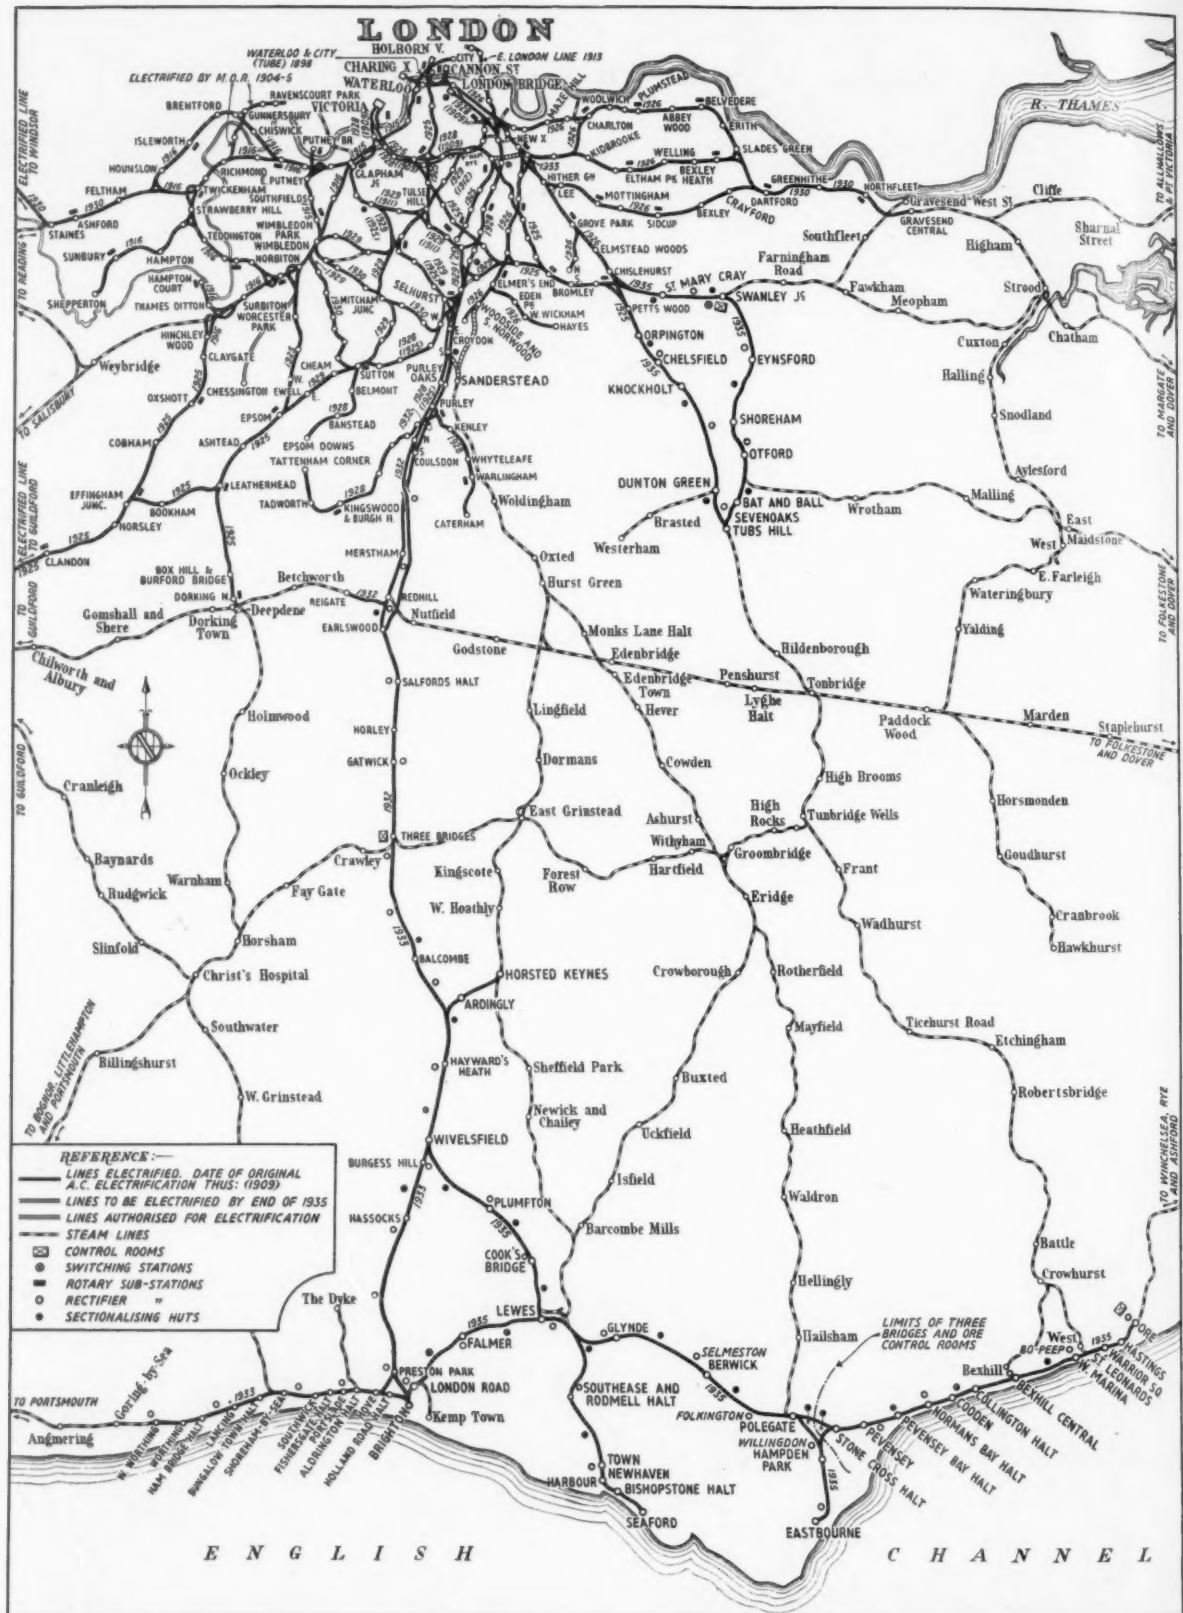 LONDON
HOLBORN V.
WATERLOO & CITY
(TUBE) 1898
CITY
E. LONDON LINE 1913
CHARING X
CANNON ST
WATERLOO
LONDON BRIDGE
ELECTRIFIED BY M.D.R. 1904-5
RAVENSCOURT PARK
VICTORIA
BRENTFORD
GUNNERSBURY
CHISWICK
PUTNEY BR
ISLEWORTH
HOUNSLOW
RICHMOND
E. PUTNEY
CLAPHAM
JC
FELTHAM
TWICKENHAM
SOUTHFIELDS
STRAWBERRY HILL
ASHFORD
STAINES
WIMBLEDON
PARK
TEDDINGTON
WIMBLEDON
SUNBURY
HAMPTON
NORBITON
HAMPTON
COURT
SHEPPERTON
THAMES DITTON
SURBITON
WORCESTER
PARK
MITCHAM
JUNC
SELHURST
TULSE
HILL
MAZE HILL
WOOLWICH
PLUMSTEAD
BELVEDERE
CHARLTON
ABBEY
WOOD
ERITH
NEW X
KIDBROOKE
WELLING
SLADES GREEN
ELTHAM PK
BEXLEY
HEATH
HITHER GN
LEE
MOTTINGHAM
SIDCUP
BEXLEY
CRAYFORD
DARTFORD
GREENHITHE
NORTHFLEET
Gravesend West St.
GRAVESEND
CENTRAL
Cliffe
Sharnal
Street
Higham
R. THAMES
TO ALLHALLOWS
& PT VICTORIA
GROVE PARK
ELMSTEAD WOODS
CHISLEHURST
BROMLEY
N.
S.
ELMER'S END
EDEN
PK
W. WICKHAM
HAYES
WOODSIDE AND
S. NORWOOD
ST MARY CRAY
PETTS WOOD
SWANLEY JC
Farningham
Road
Southfleet
Fawkham
Meopham
Strood
Chatham
Cuxton
Halling
Snodland
Aylesford
Malling
Wrotham
East
Maidstone
West
E. Farleigh
Wateringbury
Yalding
TO MARGATE
AND DOVER
TO FOLKESTONE
AND DOVER
ELECTRIFIED LINE
TO WINDSOR
TO READING
TO SALISBURY
Weybridge
HINCHLEY
WOOD
CLAYGATE
CHESSINGTON
EWELL
W.
E.
CHEAM
SUTTON
BELMONT
CROYDON
W.
E.
S.
PURLEY
OAKS
SANDERSTEAD
PURLEY
KENLEY
WHYTELEAFE
WARLINGHAM
CATERHAM
Woldingham
Oxted
Hurst Green
OXSHOTT
COBHAM
EPSOM
ASHTEAD
LEATHERHEAD
BANSTEAD
EPSOM DOWNS
TATTENHAM CORNER
TADWORTH
KINGSWOOD
& BURGH H.
N
S
COULSDON
EFFINGHAM
JUNC.
BOOKHAM
HORSLEY
CLANDON
ELECTRIFIED LINE
TO GUILDFORD
ORPINGTON
CHELSFIELD
KNOCKHOLT
EYNSFORD
SHOREHAM
OTFORD
DUNTON GREEN
BAT AND BALL
SEVENOAKS
TUBS HILL
Brasted
Westerham
MERSTHAM
BOX HILL &
BURFORD BRIDGE
DORKING N.
Betchworth
REIGATE
REDHILL
Deepdene
Dorking
Town
Gomshall and
Shere
TO
GUILDFORD
EARLSWOOD
Nutfield
Godstone
Monks Lane Halt
Edenbridge
Edenbridge
Town
Hever
Penshurst
Lyghe
Halt
Hildenborough
Tonbridge
Paddock
Wood
Marden
Staplehurst
TO FOLKESTONE
AND DOVER
Chilworth and
Albury
SALFORDS HALT
Lingfield
Holmwood
HORLEY
GATWICK
Dormans
Cowden
High Brooms
Ockley
Horsmonden
TO GUILDFORD
Cranleigh
East Grinstead
Ashurst
High
Rocks
Tunbridge Wells
THREE BRIDGES
Withyham
Groombridge
Goudhurst
Baynards
Crawley
Kingscote
Forest
Row
Hartfield
Frant
Rudgwick
Warnham
Fay Gate
Eridge
W. Hoathly
Cranbrook
Wadhurst
Hawkhurst
Slinfold
Horsham
BALCOMBE
HORSTED KEYNES
Crowborough
Rotherfield
Christ's Hospital
ARDINGLY
Southwater
Mayfield
Ticehurst Road
Etchingham
Billingshurst
HAYWARD'S
HEATH
Sheffield Park
Buxted
Robertsbridge
TO BOGNOR, LITTLEHAMPTON
AND PORTSMOUTH
W. Grinstead
Newick and
Chailey
Uckfield
Heathfield
WIVELSFIELD
BURGESS HILL
Isfield
PLUMPTON
Waldron
TO WINCHELSEA, RYE
AND ASHFORD
HASSOCKS
Barcombe Mills
Battle
COOK'S
BRIDGE
Hellingly
Crowhurst
REFERENCE:—
LINES ELECTRIFIED. DATE OF ORIGINAL
A.C. ELECTRIFICATION THUS: (1909)
LINES TO BE ELECTRIFIED BY END OF 1935
LINES AUTHORISED FOR ELECTRIFICATION
STEAM LINES
CONTROL ROOMS
SWITCHING STATIONS
ROTARY SUB-STATIONS
RECTIFIER "
SECTIONALISING HUTS
The Dyke
LEWES
FALMER
GLYNDE
SELMESTON
BERWICK
Hailsham
LIMITS OF THREE
BRIDGES AND ORE
CONTROL ROOMS
PRESTON PARK
LONDON ROAD
Kemp Town
SOUTHEASE AND
RODMELL HALT
FOLKINGTON
POLEGATE
WILLINGDON
HAMPDEN
PARK
Bexhill
West
BO-PEEP
ORE
HASTINGS
WARRIOR SQ
ST LEONARDS
W. MARINA
BEXHILL CENTRAL
COLLINGTON HALT
COODEN
NORMANS BAY HALT
PEVENSEY BAY HALT
PEVENSEY
STONE CROSS HALT
TO PORTSMOUTH
Angmering
Goring-by-Sea
W. WORTHING
WORTHING
HAM BRIDGE HALT
LANCING
BUNGALOW TOWN HALT
SHOREHAM-BY-SEA
SOUTHWICK
FISHERSGATE HALT
PORTSLADE
ALDRINGTON HALT
HOVE
HOLLAND ROAD HALT
BRIGHTON
TOWN
NEWHAVEN
HARBOUR
BISHOPSTONE HALT
SEAFORD
EASTBOURNE
ENGLISH CHANNEL